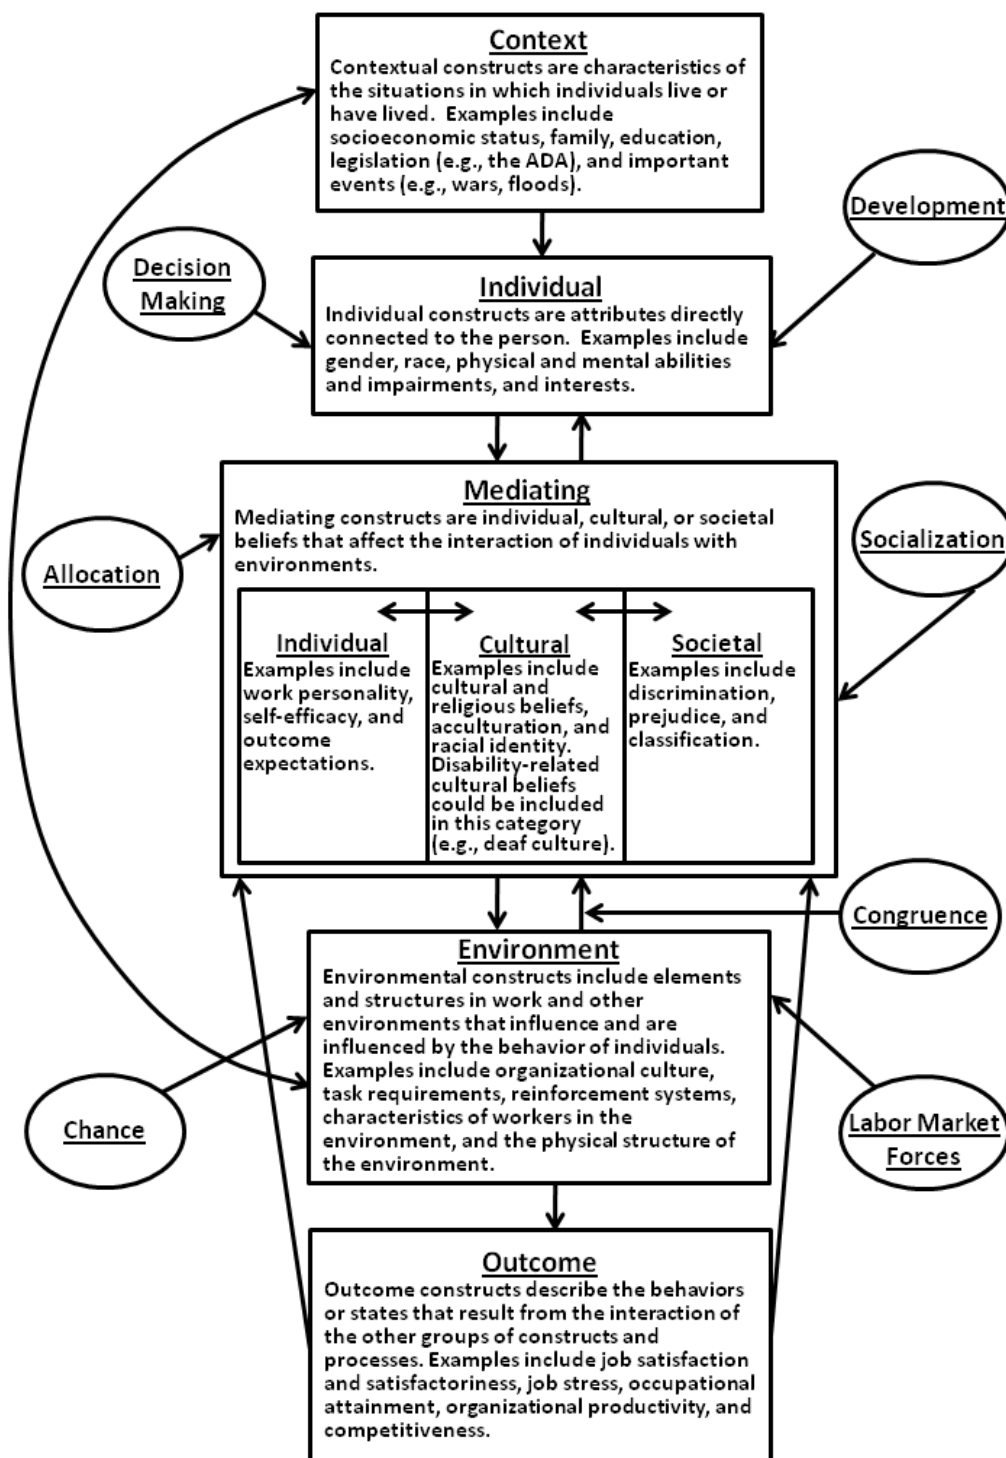 Context
Contextual constructs are characteristics of
the situations in which individuals live or
have lived.  Examples include
socioeconomic status, family, education,
legislation (e.g., the ADA), and important
events (e.g., wars, floods).
Development
Decision
Making
Individual
Individual constructs are attributes directly
connected to the person.  Examples include
gender, race, physical and mental abilities
and impairments, and interests.
Mediating
Mediating constructs are individual, cultural, or societal
beliefs that affect the interaction of individuals with
environments.
Allocation
Socialization
Individual
Examples include
work personality,
self-efficacy, and
outcome
expectations.
Cultural
Examples include
cultural and
religious beliefs,
acculturation, and
racial identity.
Disability-related
cultural beliefs
could be included
in this category
(e.g., deaf culture).
Societal
Examples include
discrimination,
prejudice, and
classification.
Congruence
Environment
Environmental constructs include elements
and structures in work and other
environments that influence and are
influenced by the behavior of individuals.
Examples include organizational culture,
task requirements, reinforcement systems,
characteristics of workers in the
environment, and the physical structure of
the environment.
Chance
Labor Market
Forces
Outcome
Outcome constructs describe the behaviors
or states that result from the interaction of
the other groups of constructs and
processes. Examples include job satisfaction
and satisfactoriness, job stress, occupational
attainment, organizational productivity, and
competitiveness.